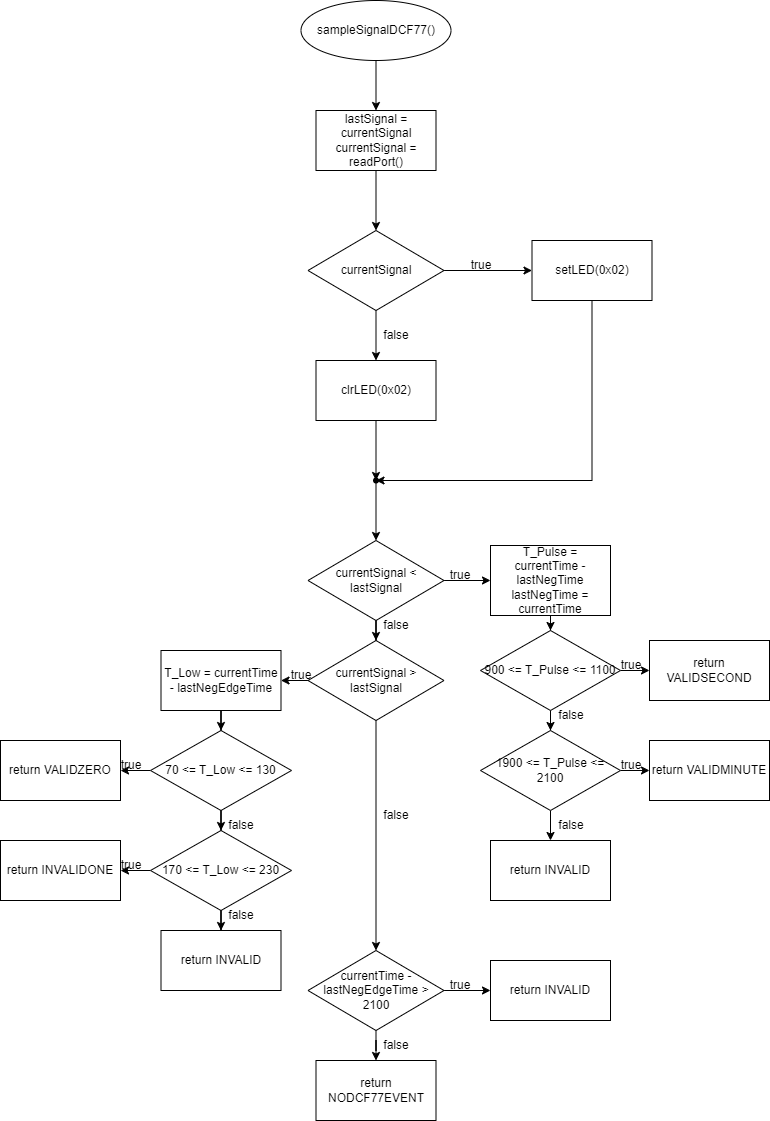 sampleSignalDCF77()
lastSignal =
currentSignal
currentSignal =
readPort()
currentSignal
true
setLED(0x02)
false
clrLED(0x02)
currentSignal <
lastSignal
true
T_Pulse =
currentTime -
lastNegTime
lastNegTime =
currentTime
false
900 <= T_Pulse <= 1100
true
return
VALIDSECOND
false
1900 <= T_Pulse <=
2100
true
return VALIDMINUTE
false
return INVALID
currentSignal >
lastSignal
true
T_Low = currentTime
- lastNegEdgeTime
70 <= T_Low <= 130
true
return VALIDZERO
false
170 <= T_Low <= 230
true
return INVALIDONE
false
return INVALID
false
currentTime -
lastNegEdgeTime >
2100
true
return INVALID
false
return
NODCF77EVENT